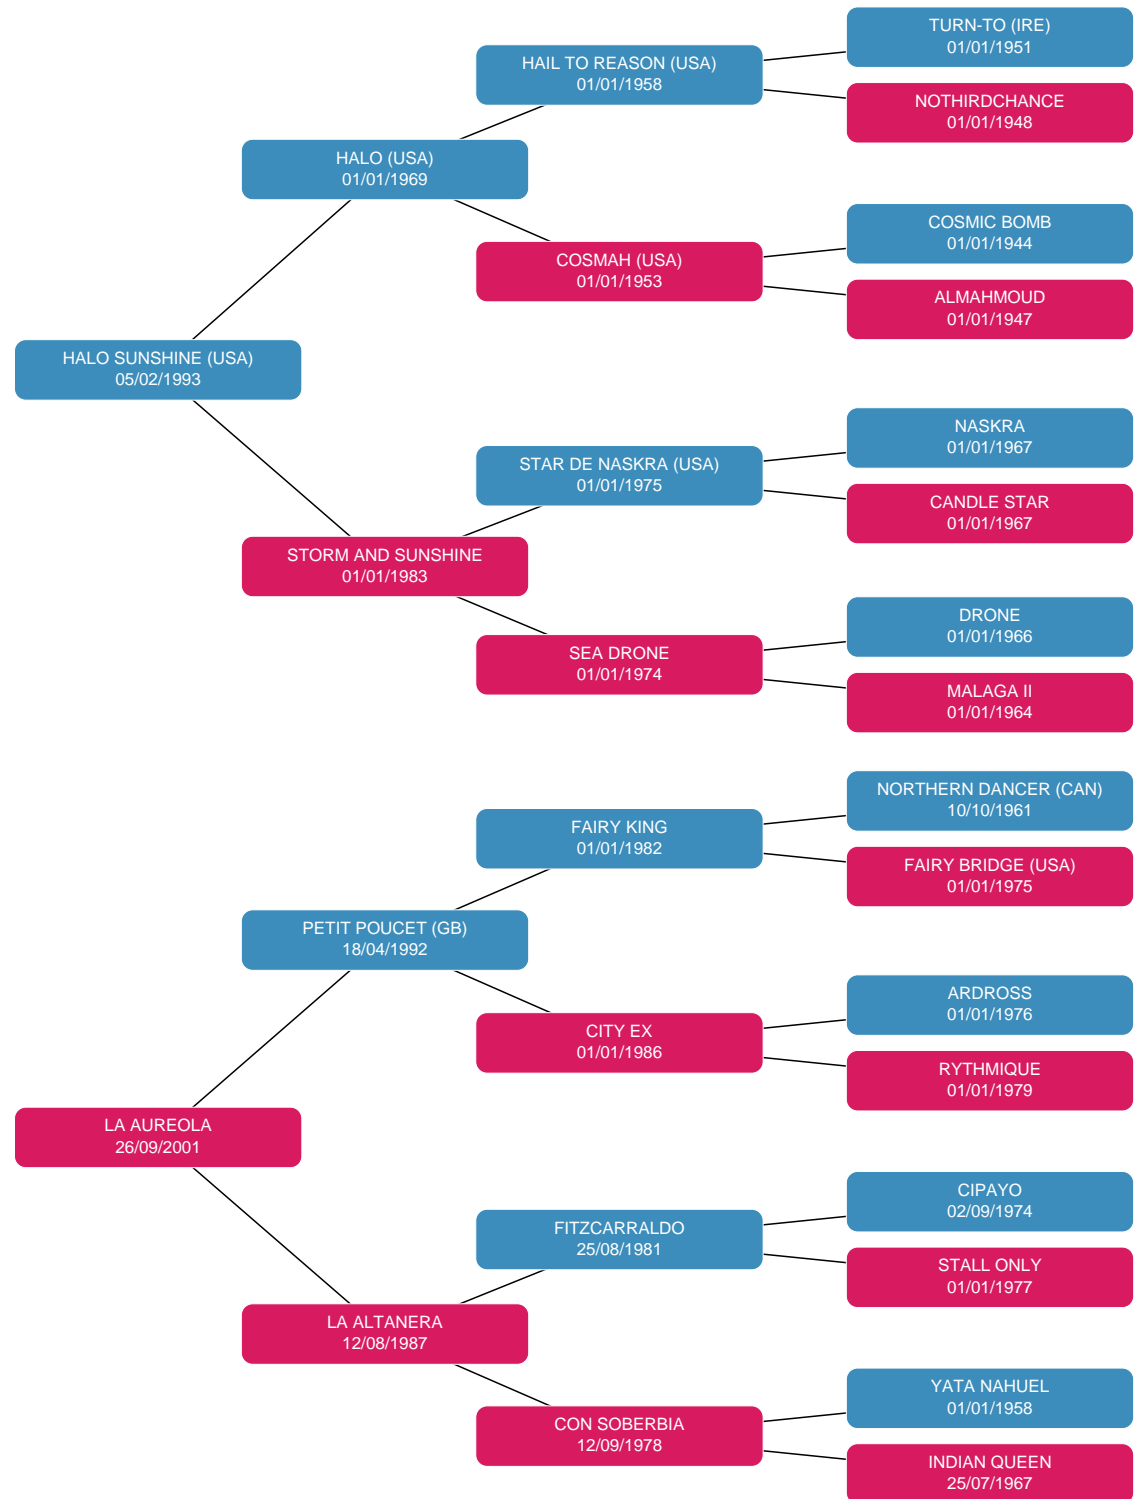 TURN-TO (IRE)
01/01/1951
HAIL TO REASON (USA)
01/01/1958
NOTHIRDCHANCE
01/01/1948
HALO (USA)
01/01/1969
COSMIC BOMB
01/01/1944
COSMAH (USA)
01/01/1953
ALMAHMOUD
01/01/1947
HALO SUNSHINE (USA)
05/02/1993
NASKRA
01/01/1967
STAR DE NASKRA (USA)
01/01/1975
CANDLE STAR
01/01/1967
STORM AND SUNSHINE
01/01/1983
DRONE
01/01/1966
SEA DRONE
01/01/1974
MALAGA II
01/01/1964
NORTHERN DANCER (CAN)
10/10/1961
FAIRY KING
01/01/1982
FAIRY BRIDGE (USA)
01/01/1975
PETIT POUCET (GB)
18/04/1992
ARDROSS
01/01/1976
CITY EX
01/01/1986
RYTHMIQUE
01/01/1979
LA AUREOLA
26/09/2001
CIPAYO
02/09/1974
FITZCARRALDO
25/08/1981
STALL ONLY
01/01/1977
LA ALTANERA
12/08/1987
YATA NAHUEL
01/01/1958
CON SOBERBIA
12/09/1978
INDIAN QUEEN
25/07/1967